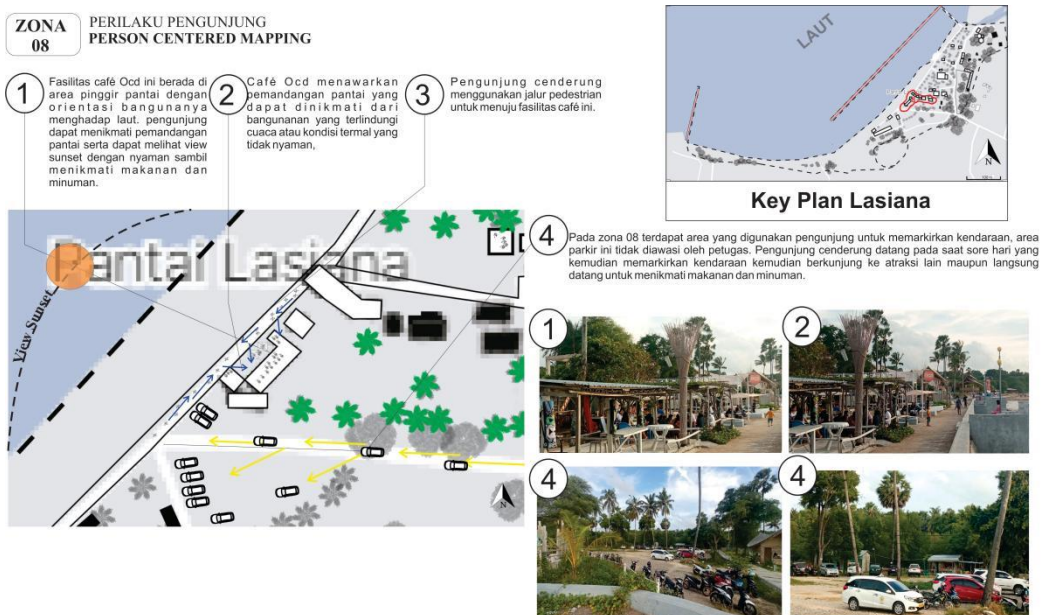 ZONA
08
PERILAKU PENGUNJUNG
PERSON CENTERED MAPPING
1
Fasilitas café Ocd ini berada di
area pinggir pantai dengan
orientasi bangunanya
menghadap laut. pengunjung
dapat menikmati pemandangan
pantai serta dapat melihat view
sunset dengan nyaman sambil
menikmati makanan dan
minuman.
2
Café Ocd menawarkan
pemandangan pantai yang
dapat dinikmati dari
bangunanan yang terlindungi
cuaca atau kondisi termal yang
tidak nyaman,
3
Pengunjung cenderung
menggunakan jalur pedestrian
untuk menuju fasilitas café ini.
LAUT
N
Key Plan Lasiana
4
Pada zona 08 terdapat area yang digunakan pengunjung untuk memarkirkan kendaraan, area
parkir ini tidak diawasi oleh petugas. Pengunjung cenderung datang pada saat sore hari yang
kemudian memarkirkan kendaraan kemudian berkunjung ke atraksi lain maupun langsung
datang untuk menikmati makanan dan minuman.
Pantai Lasiana
View Sunset
N
1
2
4
4